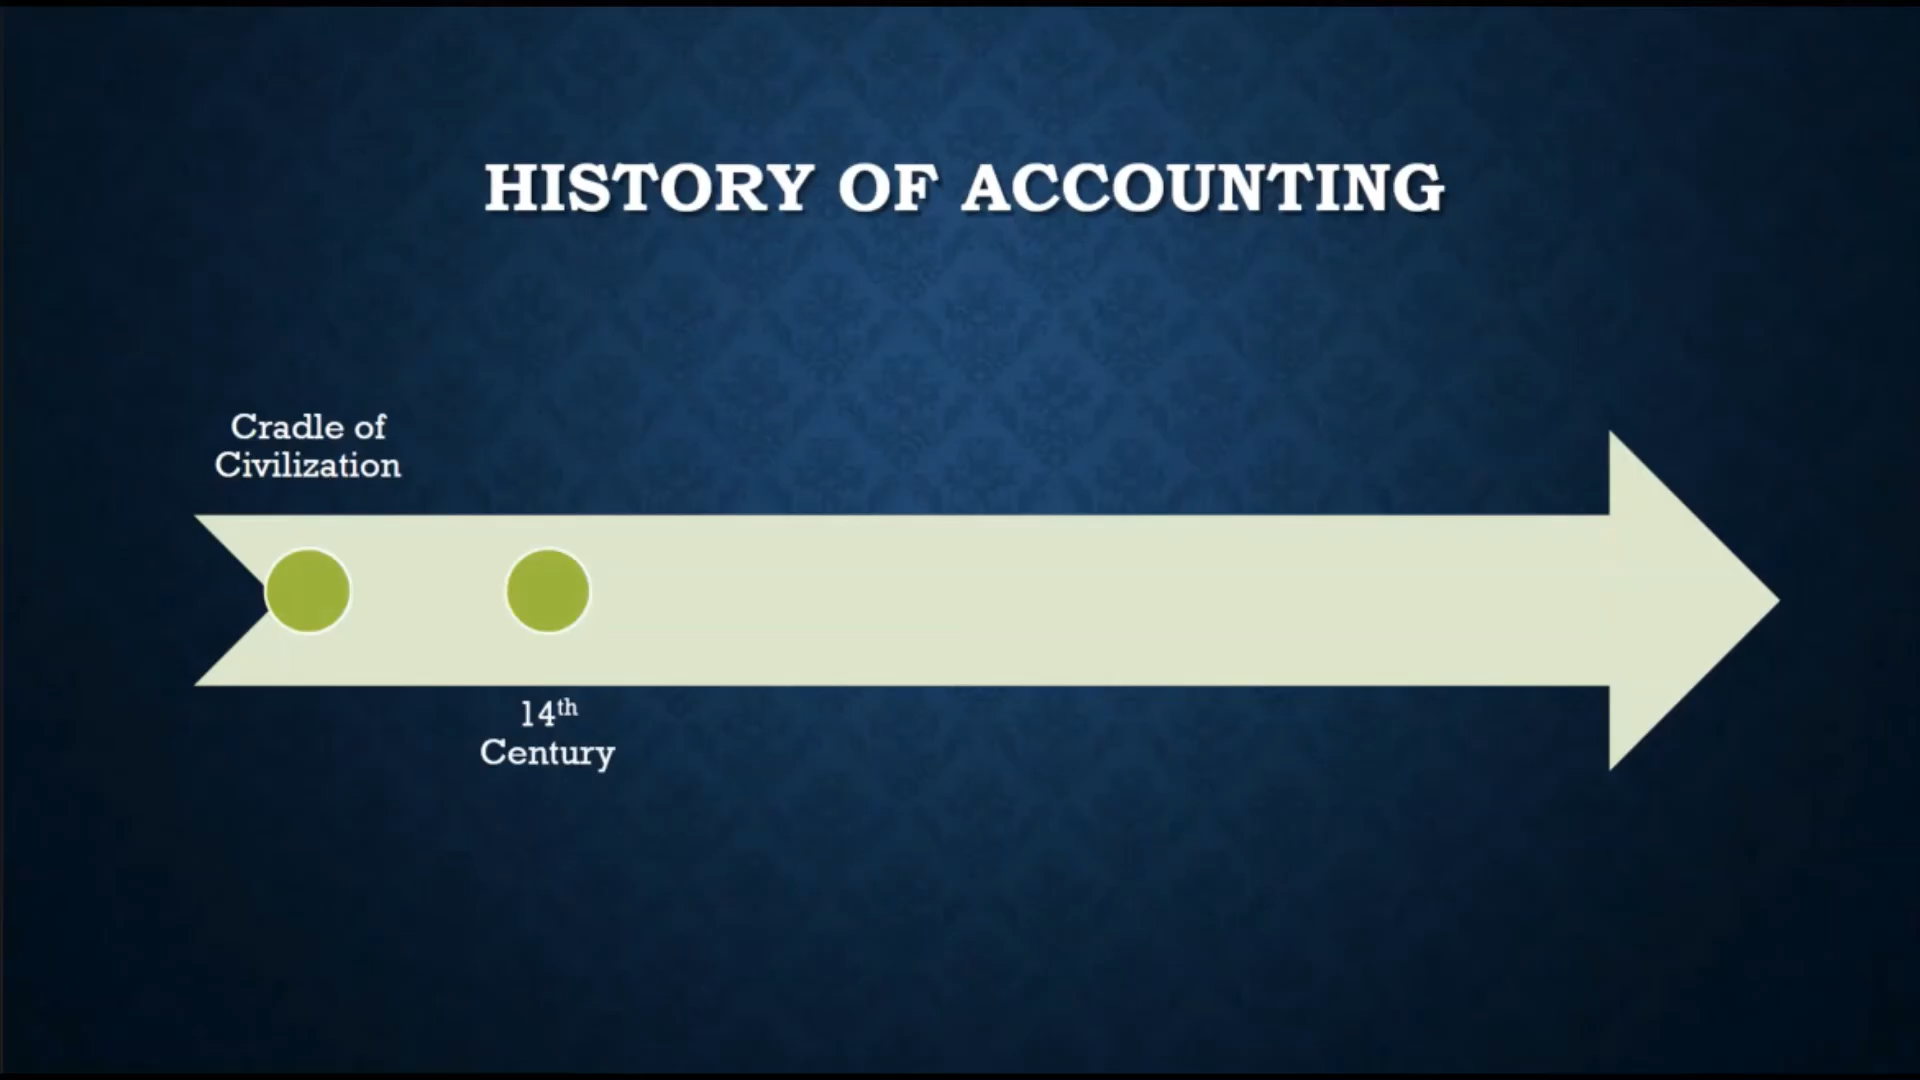 HISTORY OF ACCOUNTING
Cradle of
Civilization
14th
Century